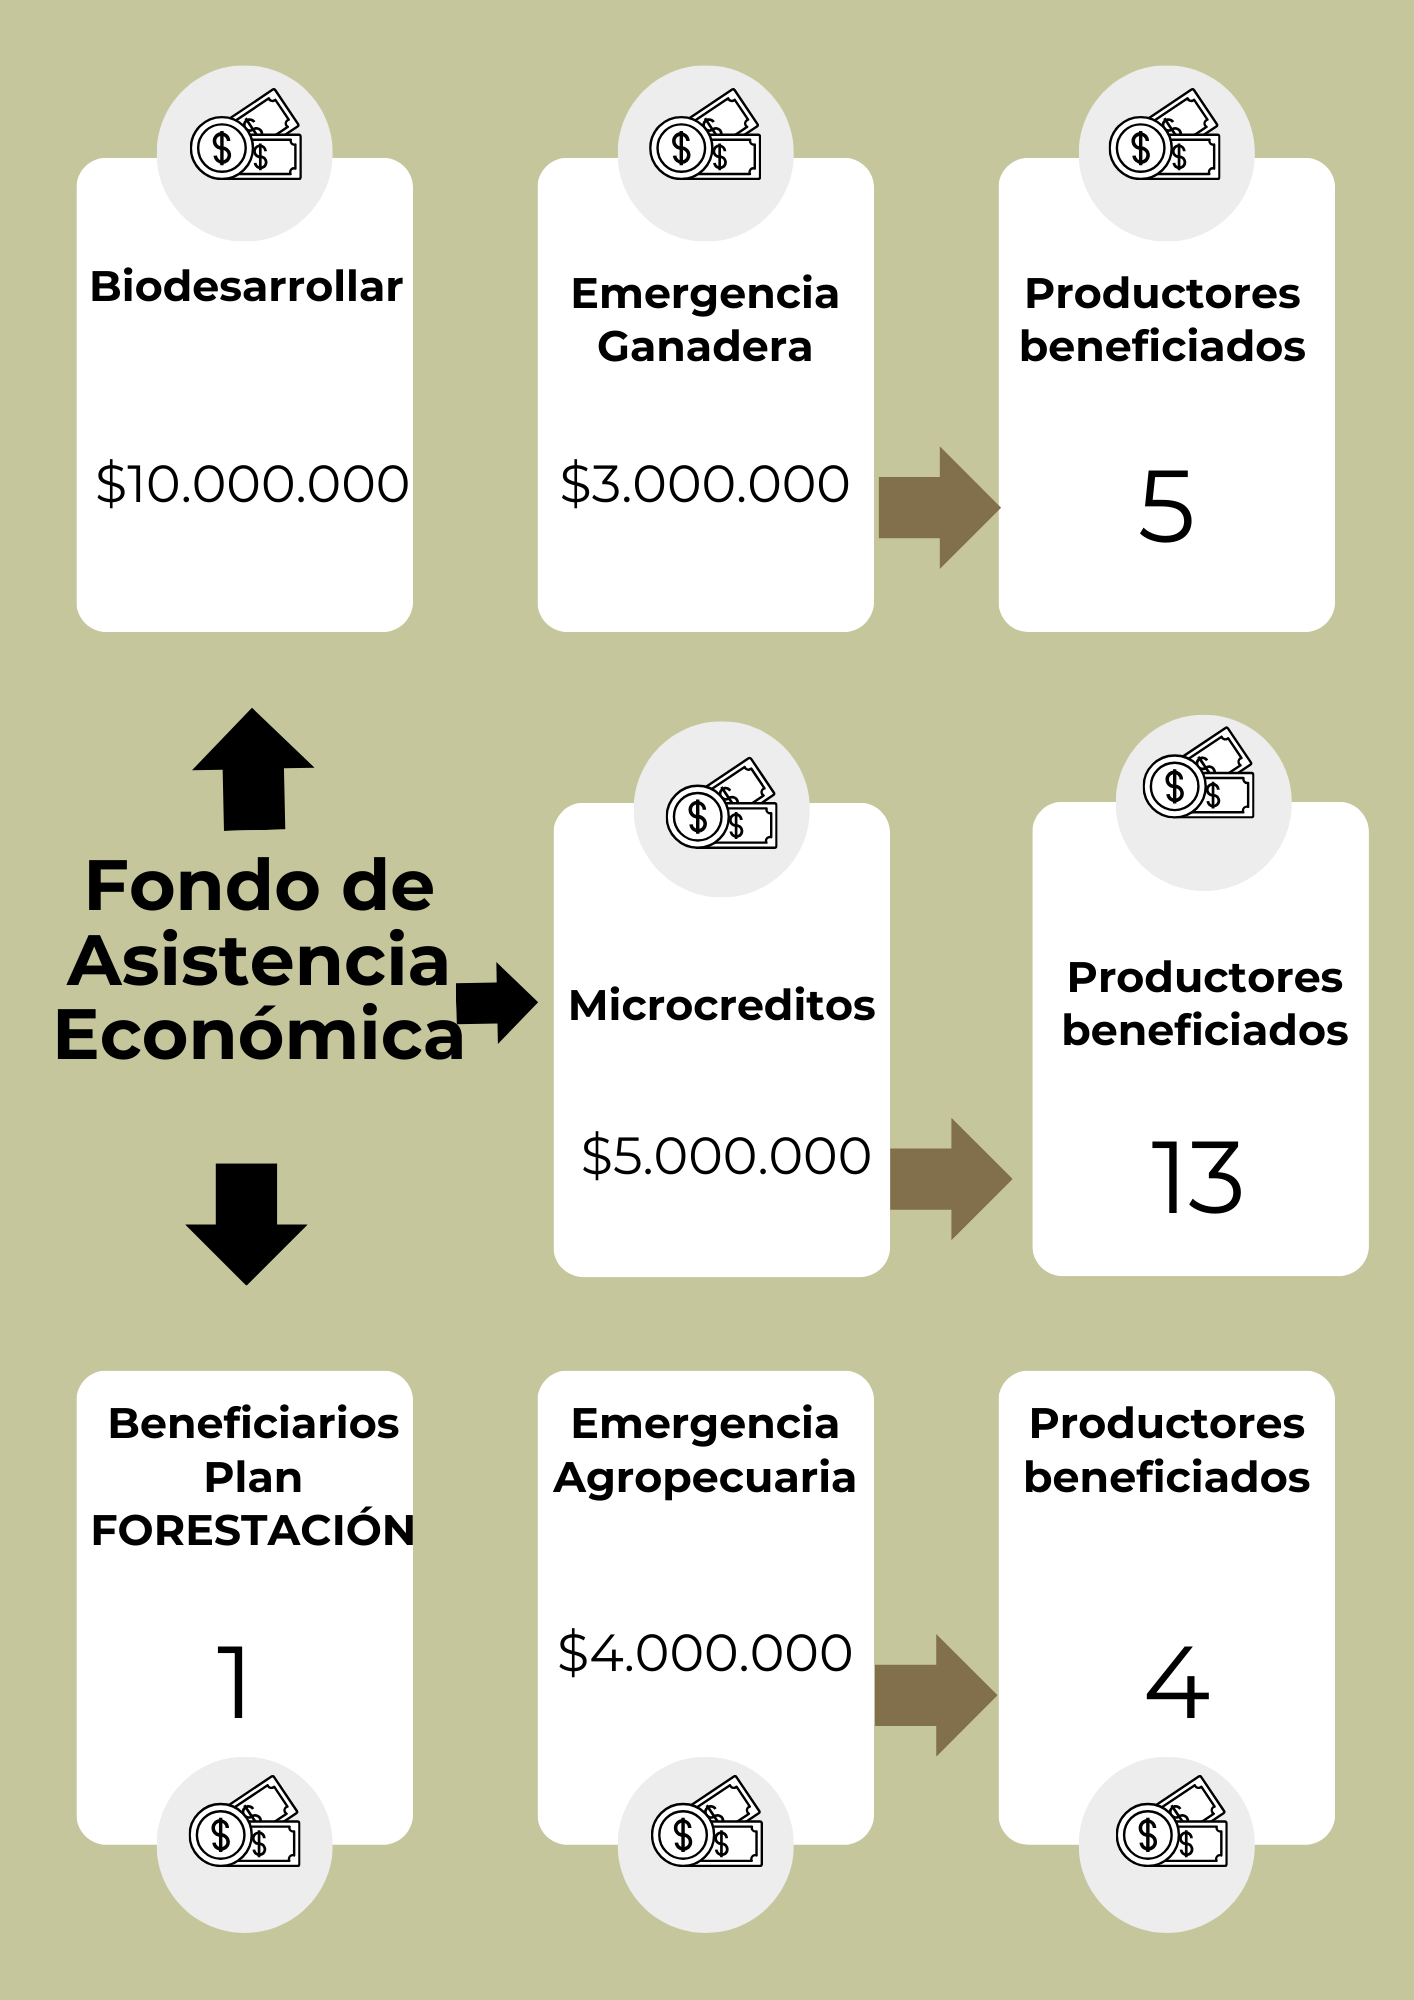 Biodesarrollar
$10.000.000
Emergencia
Ganadera
$3.000.000
Productores
beneficiados
5
Fondo de
Asistencia
Económica
Microcreditos
$5.000.000
Productores
beneficiados
13
Beneficiarios
Plan
FORESTACIÓN
1
Emergencia
Agropecuaria
$4.000.000
Productores
beneficiados
4